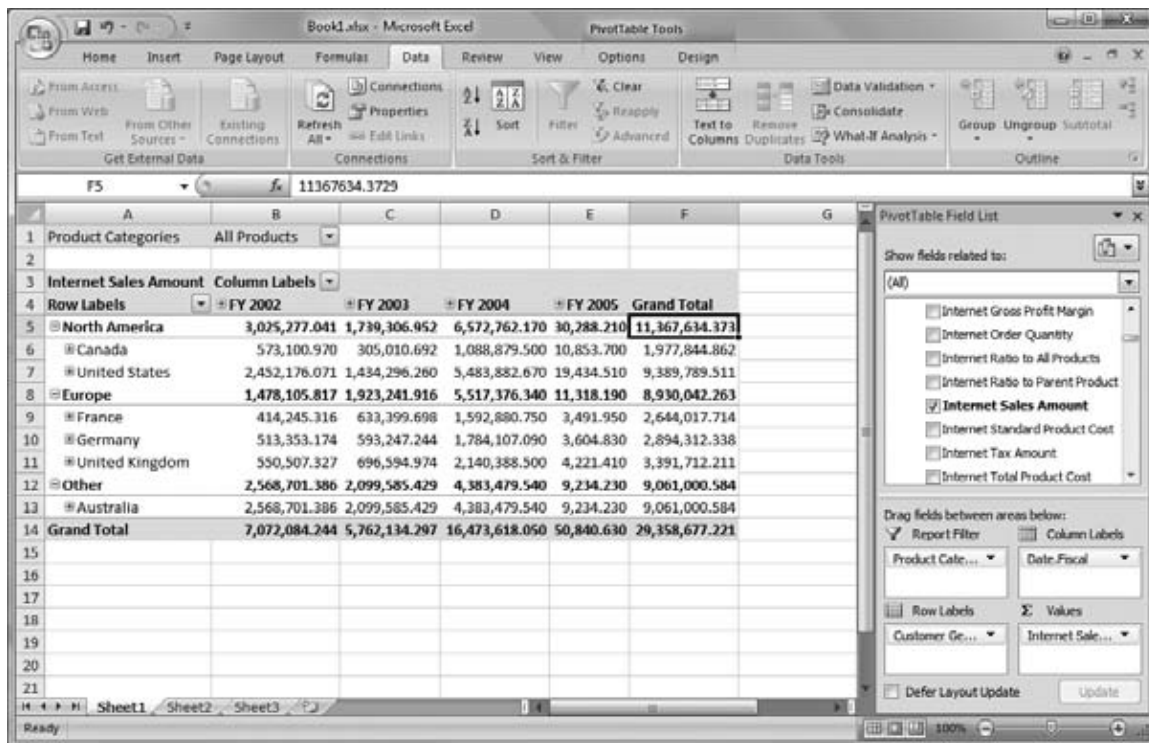 Book1.xlsx - Microsoft Excel PivotTable Tools
Home Insert Page Layout Formulas Data Review View Options Design
From Access
From Web
From Text
From Other Sources
Existing Connections
Get External Data
Refresh All
Connections
Properties
Edit Links
Connections
Sort
Filter
Clear
Reapply
Advanced
Sort & Filter
Text to Columns
Remove Duplicates
Data Validation
Consolidate
What-If Analysis
Data Tools
Group Ungroup Subtotal
Outline
F5 fx 11367634.3729
A B C D E F G
1 Product Categories All Products
2
3 Internet Sales Amount Column Labels
4 Row Labels FY 2002 FY 2003 FY 2004 FY 2005 Grand Total
5 North America 3,025,277.041 1,739,306.952 6,572,762.170 30,288.210 11,367,634.373
6 Canada 573,100.970 305,010.692 1,088,879.500 10,853.700 1,977,844.862
7 United States 2,452,176.071 1,434,296.260 5,483,882.670 19,434.510 9,389,789.511
8 Europe 1,478,105.817 1,923,241.916 5,517,376.340 11,318.190 8,930,042.263
9 France 414,245.316 633,399.698 1,592,880.750 3,491.950 2,644,017.714
10 Germany 513,353.174 593,247.244 1,784,107.090 3,604.830 2,894,312.338
11 United Kingdom 550,507.327 696,594.974 2,140,388.500 4,221.410 3,391,712.211
12 Other 2,568,701.386 2,099,585.429 4,383,479.540 9,234.230 9,061,000.584
13 Australia 2,568,701.386 2,099,585.429 4,383,479.540 9,234.230 9,061,000.584
14 Grand Total 7,072,084.244 5,762,134.297 16,473,618.050 50,840.630 29,358,677.221
15
16
17
18
19
20
21
PivotTable Field List
Show fields related to:
(All)
Internet Gross Profit Margin
Internet Order Quantity
Internet Ratio to All Products
Internet Ratio to Parent Product
Internet Sales Amount
Internet Standard Product Cost
Internet Tax Amount
Internet Total Product Cost
Drag fields between areas below:
Report Filter Column Labels
Product Cate... Date.Fiscal
Row Labels Σ Values
Customer Ge... Internet Sale...
Defer Layout Update Update
Sheet1 Sheet2 Sheet3
Ready 100%